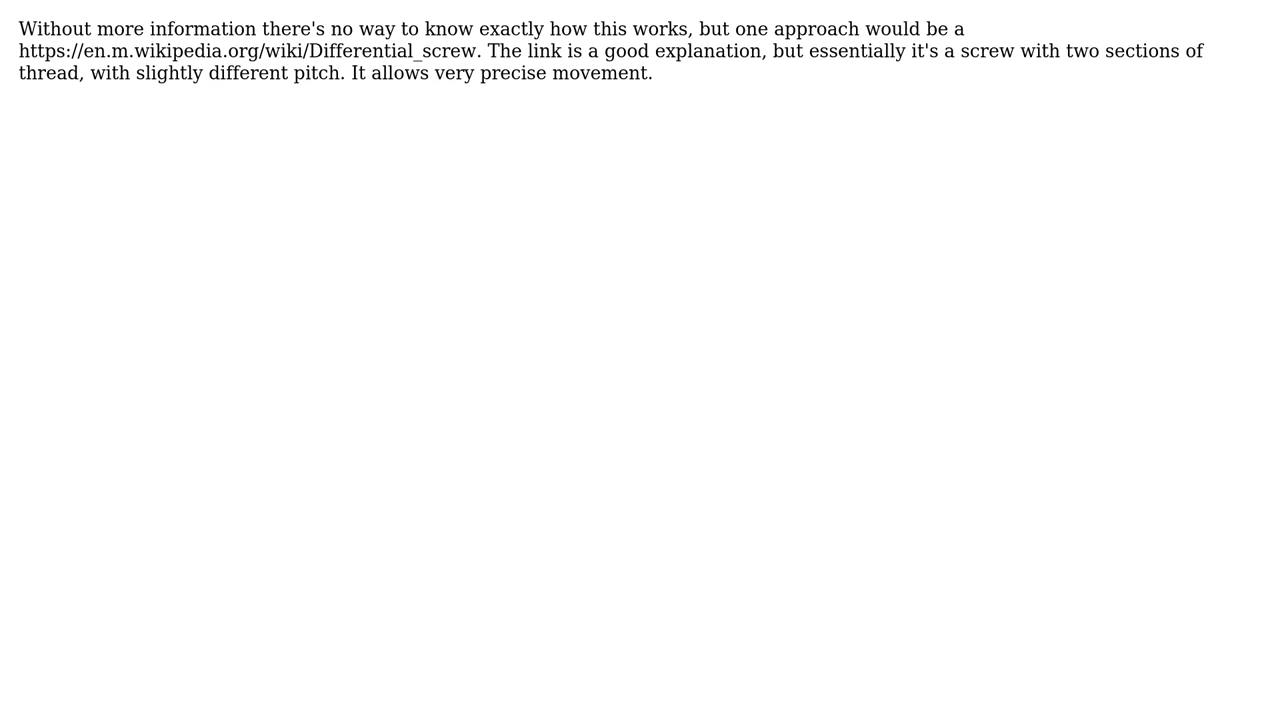 Without more information there's no way to know exactly how this works, but one approach would be a
https://en.m.wikipedia.org/wiki/Differential_screw. The link is a good explanation, but essentially it's a screw with two sections of
thread, with slightly different pitch. It allows very precise movement.